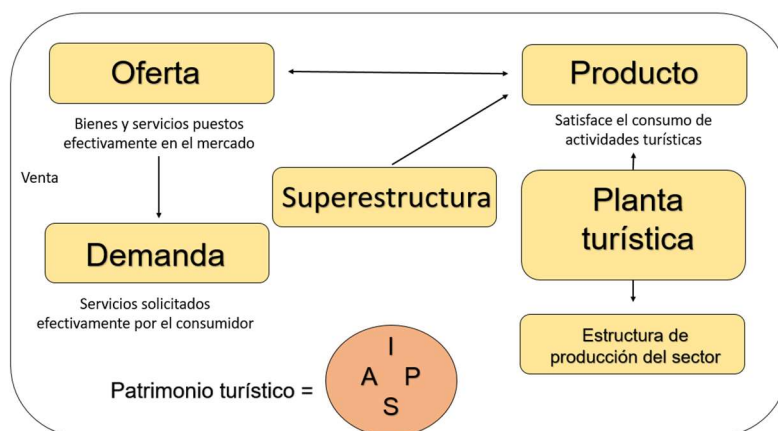 Oferta
Producto
Bienes y servicios puestos
efectivamente en el mercado
Satisface el consumo de
actividades turísticas
Venta
Superestructura
Planta
turística
Demanda
Servicios solicitados
efectivamente por el consumidor
Estructura de
producción del sector
Patrimonio turístico =
I
A P
S